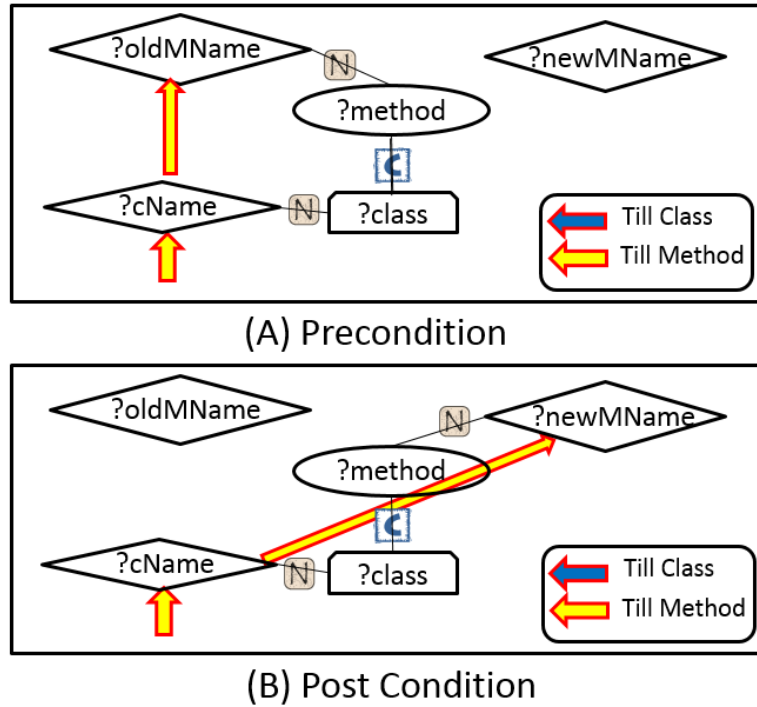 ?oldMName
N
?newMName
?method
C
?cName
N
?class
Till Class
Till Method
(A) Precondition
?oldMName
N
?newMName
?method
C
?cName
N
?class
Till Class
Till Method
(B) Post Condition